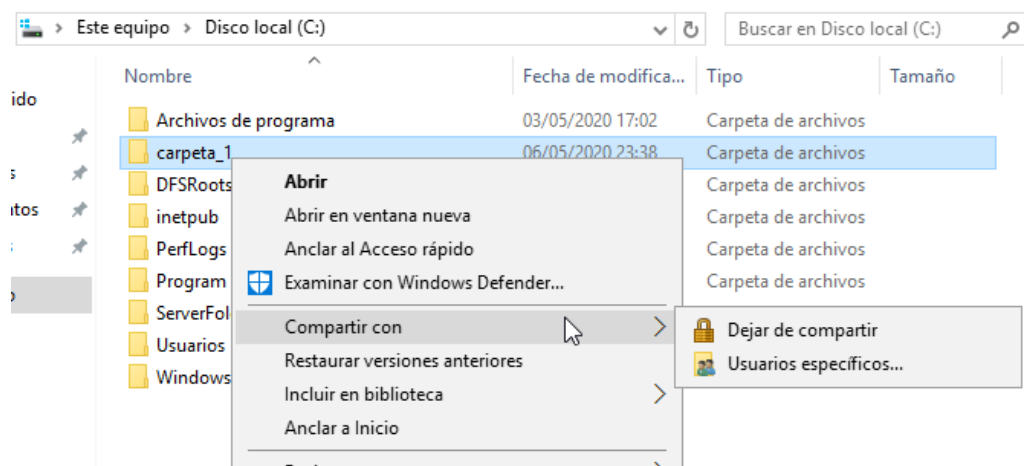 Este equipo > Disco local (C:)
Buscar en Disco local (C:)
Nombre Fecha de modifica... Tipo Tamaño
ido
Archivos de programa 03/05/2020 17:02 Carpeta de archivos
carpeta_1 06/05/2020 23:38 Carpeta de archivos
DFSRoots Carpeta de archivos
inetpub Carpeta de archivos
PerfLogs Carpeta de archivos
Program Carpeta de archivos
ServerFol
Usuarios
Windows
s
itos
Abrir
Abrir en ventana nueva
Anclar al Acceso rápido
Examinar con Windows Defender...
Compartir con
Restaurar versiones anteriores
Incluir en biblioteca
Anclar a Inicio
Dejar de compartir
Usuarios específicos...